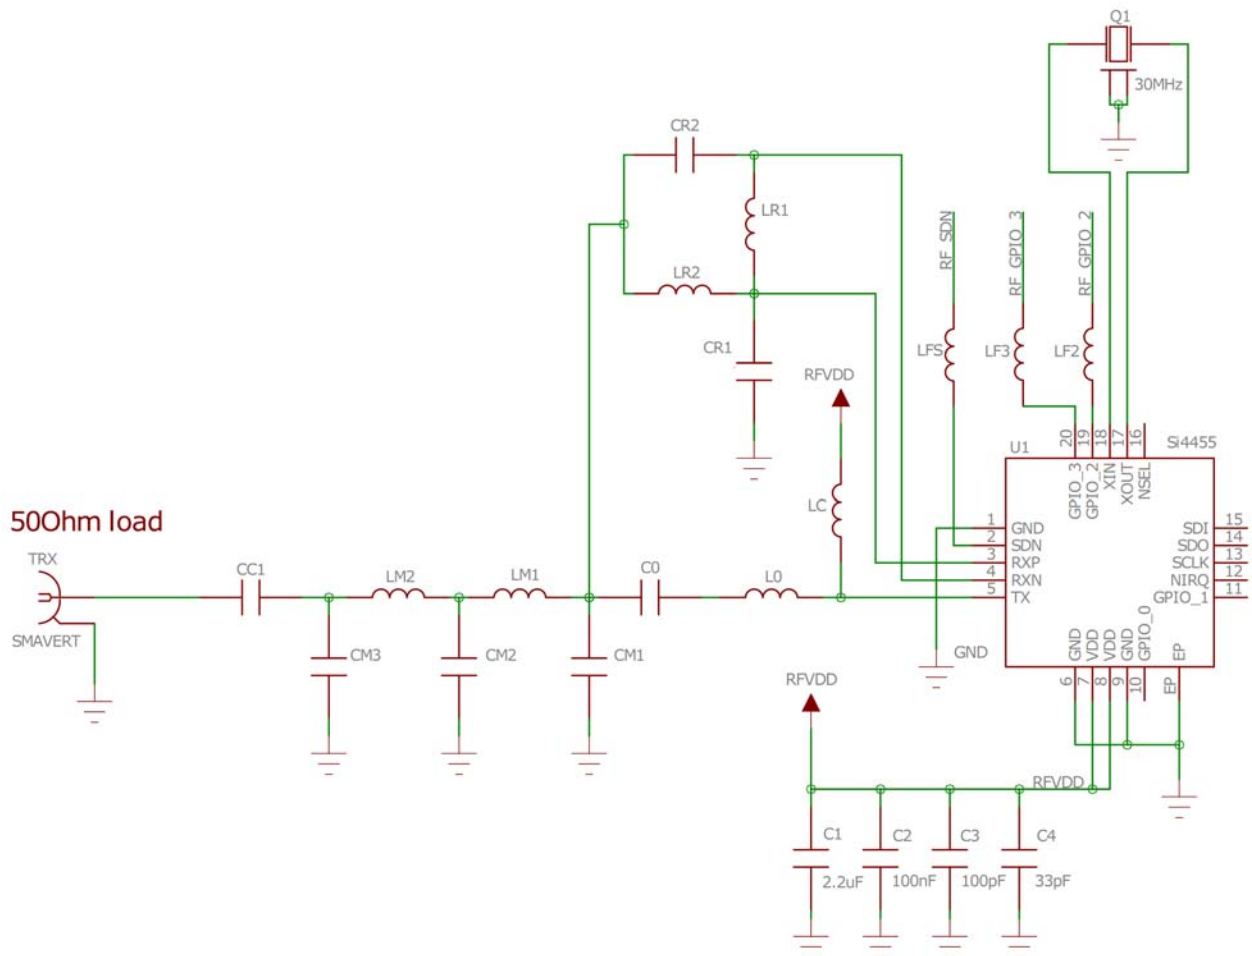 Q1
30MHz
CR2
LR1
LR2
CR1
RF_SDN
RF_GPIO_3
RF_GPIO_2
LFS
LF3
LF2
RFVDD
LC
U1
Si4455
20
19
18
17
16
GPIO_3
GPIO_2
XIN
XOUT
NSEL
1
2
3
4
5
GND
SDN
RXP
RXN
TX
SDI
SDO
SCLK
NIRQ
GPIO_1
15
14
13
12
11
GND
VDD
VDD
GND
GPIO_0
EP
6
7
8
9
10
EP
50Ohm load
TRX
SMAVERT
CC1
LM2
LM1
C0
L0
CM3
CM2
CM1
GND
RFVDD
RFVDD
C1
2.2uF
C2
100nF
C3
100pF
C4
33pF